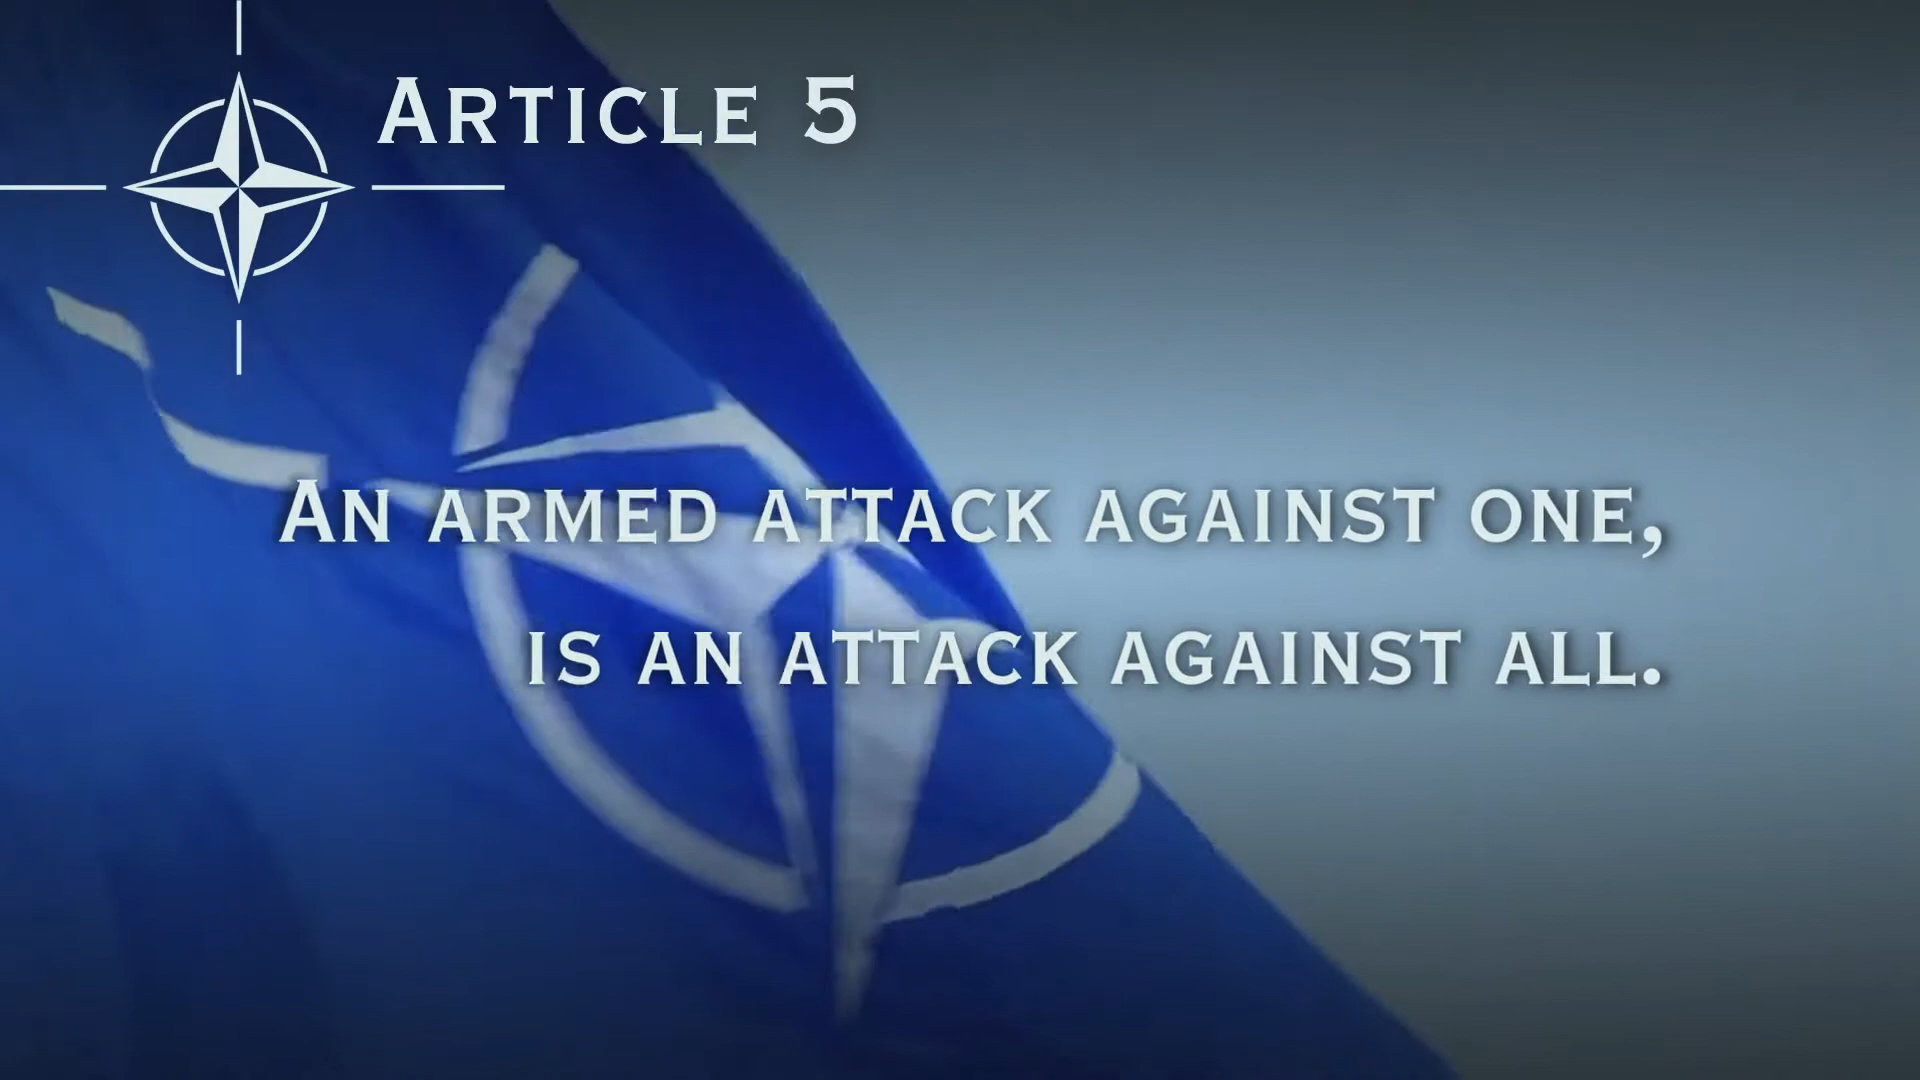 Article 5
An armed attack against one,
is an attack against all.